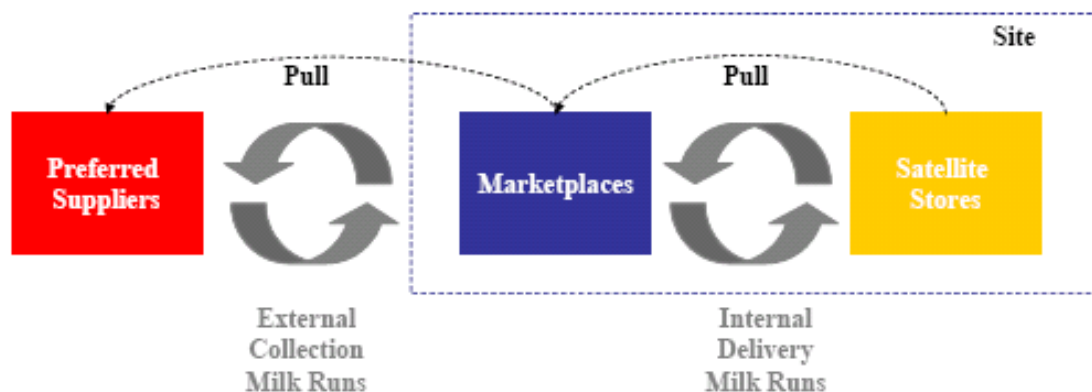 Site
Pull
Pull
Preferred
Suppliers
Marketplaces
Satellite
Stores
External
Collection
Milk Runs
Internal
Delivery
Milk Runs